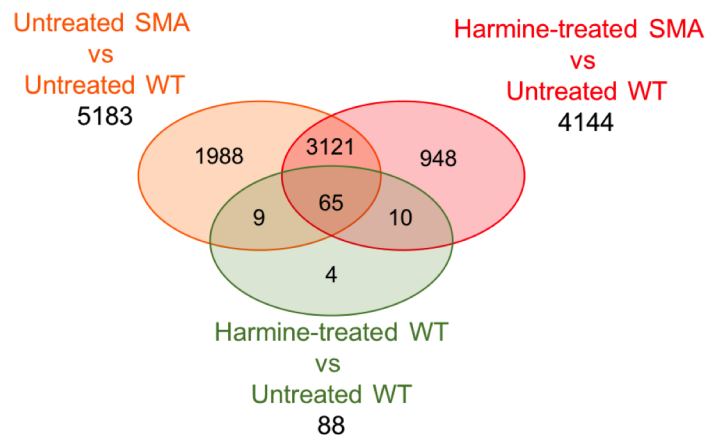 Untreated SMA
vs
Untreated WT
5183
Harmine-treated SMA
vs
Untreated WT
4144
1988
3121
948
65
9
10
4
Harmine-treated WT
vs
Untreated WT
88